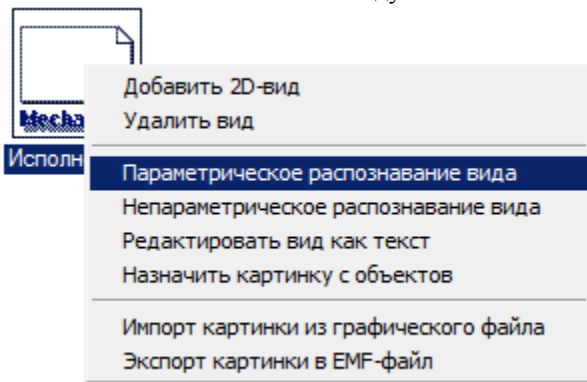 Mecha
Исполн
Добавить 2D-вид
Удалить вид
Параметрическое распознавание вида
Непараметрическое распознавание вида
Редактировать вид как текст
Назначить картинку с объектов
Импорт картинки из графического файла
Экспорт картинки в EMF-файл